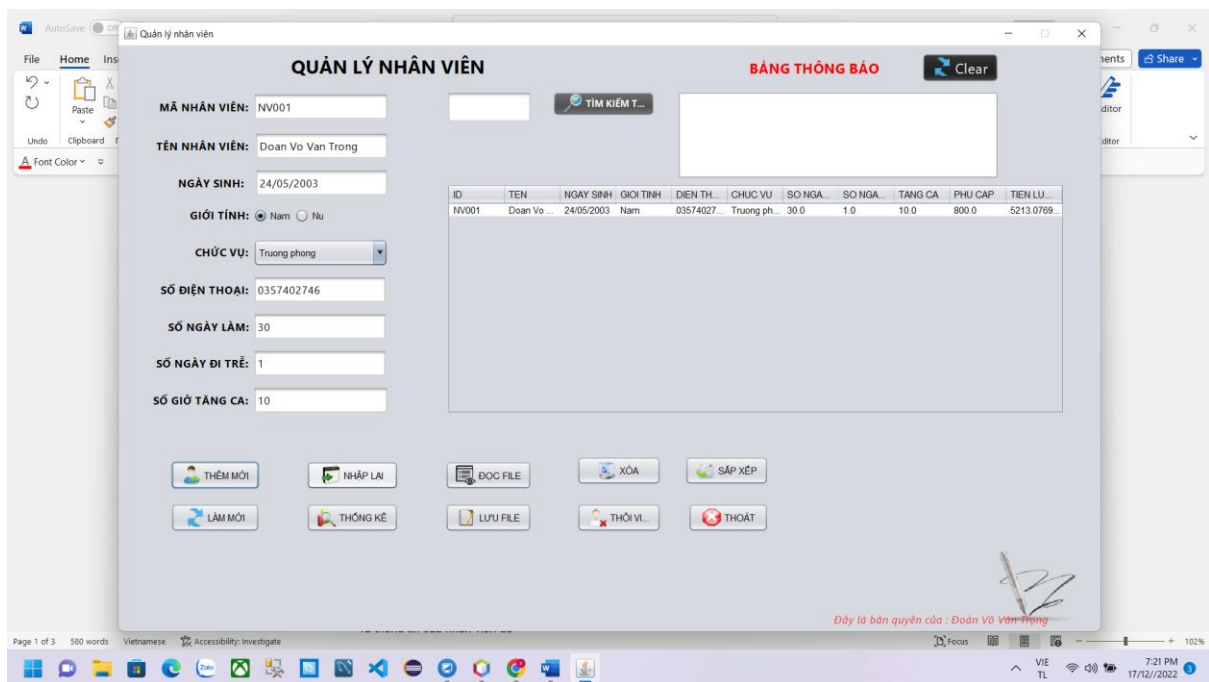 AutoSave Off
Quản lý nhân viên
File Home Ins
Share
Paste
Undo Clipboard
Font Color
QUẢN LÝ NHÂN VIÊN
BẢNG THÔNG BÁO
Clear
MÃ NHÂN VIÊN: NV001
TÌM KIẾM T...
TÊN NHÂN VIÊN: Doan Vo Van Trong
NGÀY SINH: 24/05/2003
GIỚI TÍNH: Nam Nu
CHỨC VỤ: Truong phong
SỐ ĐIỆN THOẠI: 0357402746
SỐ NGÀY LÀM: 30
SỐ NGÀY ĐI TRỄ: 1
SỐ GIỜ TĂNG CA: 10
ID TEN NGAY SINH GIOI TINH DIEN TH... CHUC VU SO NGA... SO NGA... TANG CA PHU CAP TIEN LU...
NV001 Doan Vo ... 24/05/2003 Nam 03574027... Truong ph... 30.0 1.0 10.0 800.0 5213.0769...
THÊM MỚI NHẬP LẠI ĐỌC FILE XÓA SẮP XẾP
LÀM MỚI THỐNG KÊ LƯU FILE THÔI VI... THOÁT
Đây là bản quyền của : Đoàn Võ Văn Trọng
Page 1 of 3 580 words Vietnamese Accessibility: Investigate
Focus 102%
Zalo
VIE
TL
7:21 PM
17/12//2022
3